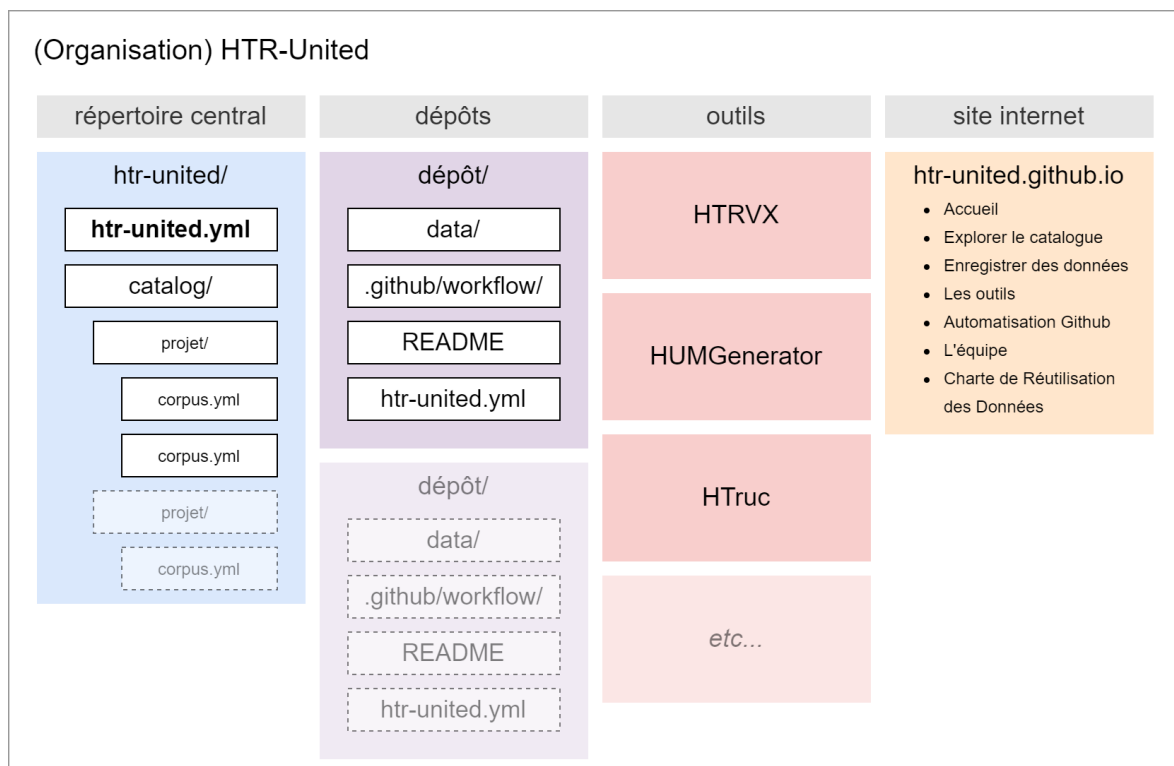 (Organisation) HTR-United
répertoire central
htr-united/
htr-united.yml
catalog/
projet/
corpus.yml
corpus.yml
projet/
corpus.yml
dépôts
dépôt/
data/
.github/workflow/
README
htr-united.yml
dépôt/
data/
.github/workflow/
README
htr-united.yml
outils
HTRVX
HUMGenerator
HTruc
etc...
site internet
htr-united.github.io
• Accueil
• Explorer le catalogue
• Enregistrer des données
• Les outils
• Automatisation Github
• L'équipe
• Charte de Réutilisation
des Données